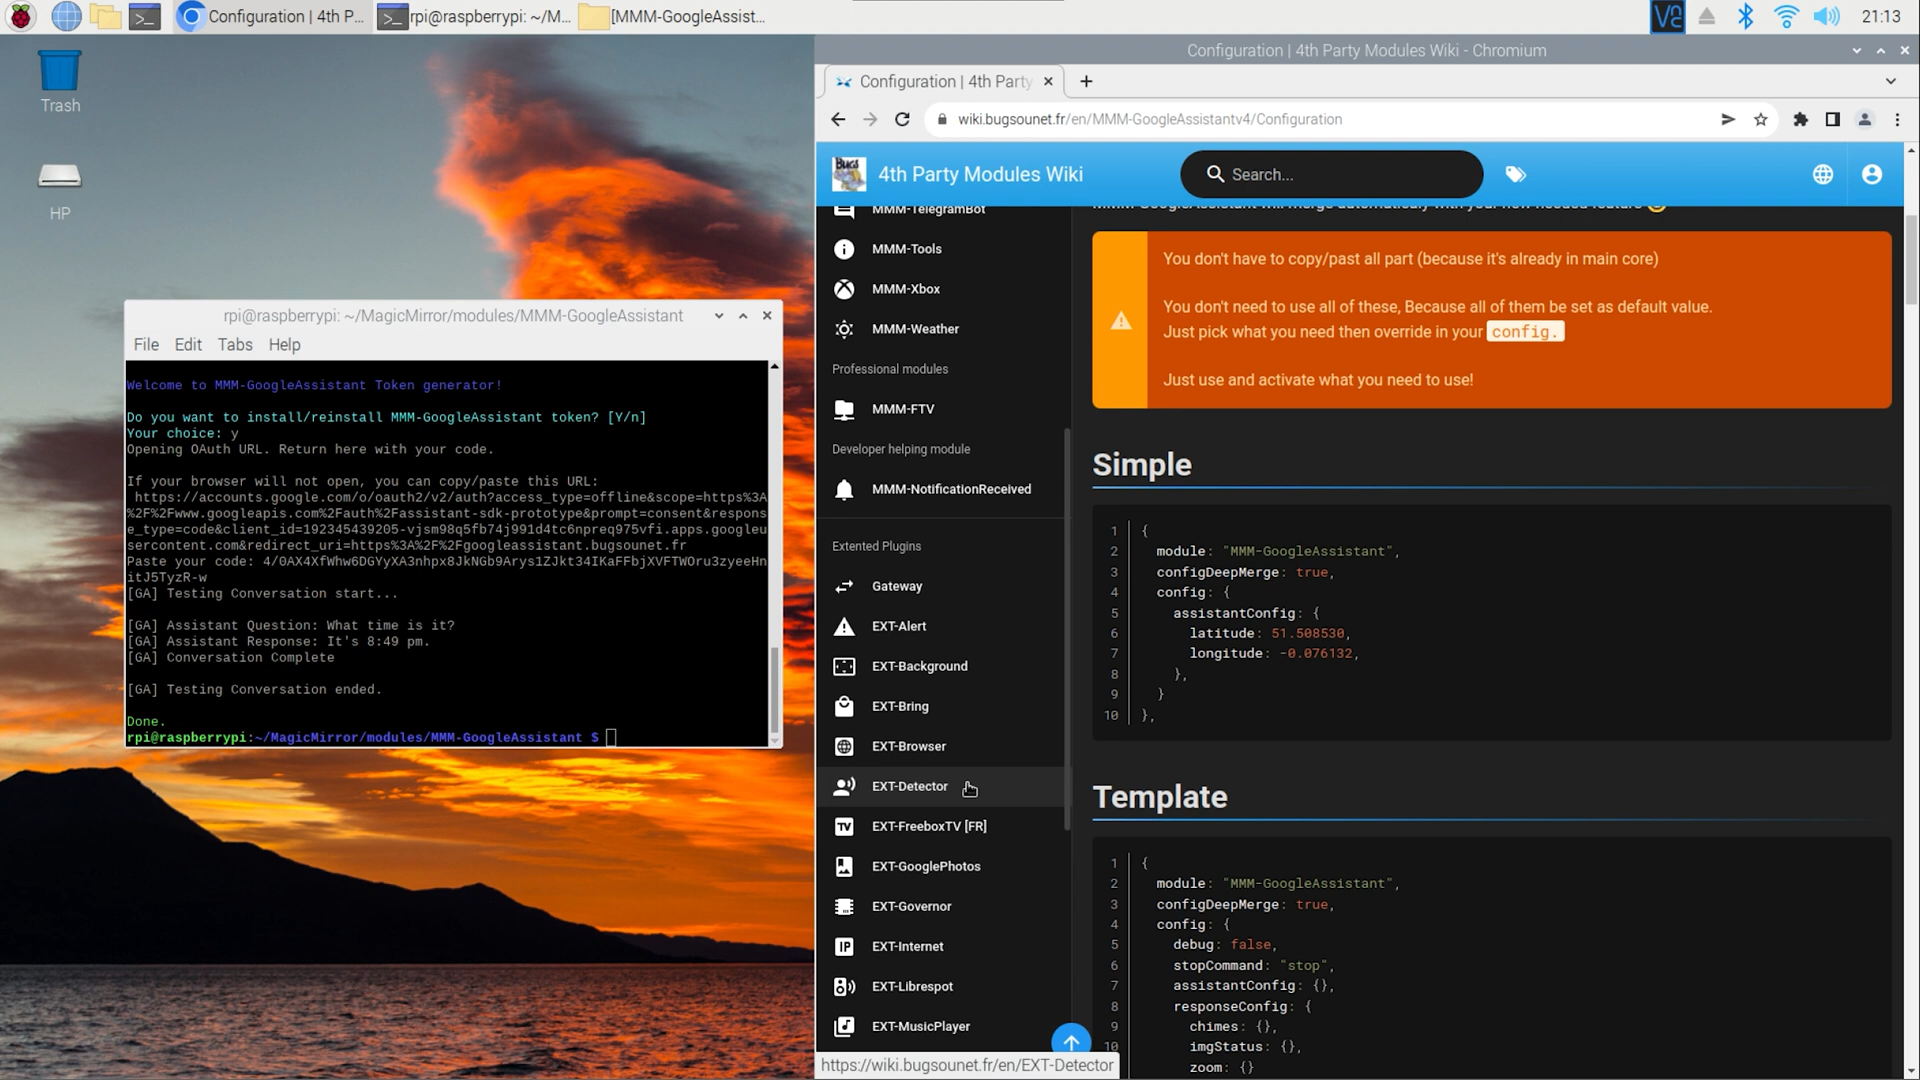 Configuration | 4th P...
rpi@raspberrypi: ~/M...
[MMM-GoogleAssist...
21:13
Trash
HP
rpi@raspberrypi: ~/MagicMirror/modules/MMM-GoogleAssistant
File Edit Tabs Help
Welcome to MMM-GoogleAssistant Token generator!
Do you want to install/reinstall MMM-GoogleAssistant token? [Y/n]
Your choice: y
Opening OAuth URL. Return here with your code.
If your browser will not open, you can copy/paste this URL:
https://accounts.google.com/o/oauth2/v2/auth?access_type=offline&scope=https%3A
%2F%2Fwww.googleapis.com%2Fauth%2Fassistant-sdk-prototype&prompt=consent&respons
e_type=code&client_id=192345439205-vjsm98q5fb74j991d4tc6npreq975vfi.apps.googleu
sercontent.com&redirect_uri=https%3A%2F%2Fgoogleassistant.bugsounet.fr
Paste your code: 4/0AX4XfWhw6DGYyXA3nhpx8JkNGb9Arys1ZJkt34IKaFFbjXVFTWOru3zyeeHn
itJ5TyzR-w
[GA] Testing Conversation start...
[GA] Assistant Question: What time is it?
[GA] Assistant Response: It's 8:49 pm.
[GA] Conversation Complete
[GA] Testing Conversation ended.
Done.
rpi@raspberrypi:~/MagicMirror/modules/MMM-GoogleAssistant $
Configuration | 4th Party Modules Wiki - Chromium
Configuration | 4th Party
wiki.bugsounet.fr/en/MMM-GoogleAssistantv4/Configuration
4th Party Modules Wiki
Search...
MMM-TelegramBot
MMM-Tools
MMM-Xbox
MMM-Weather
Professional modules
MMM-FTV
Developer helping module
MMM-NotificationReceived
Extented Plugins
Gateway
EXT-Alert
EXT-Background
EXT-Bring
EXT-Browser
EXT-Detector
TV EXT-FreeboxTV [FR]
EXT-GooglePhotos
EXT-Governor
IP EXT-Internet
EXT-Librespot
EXT-MusicPlayer
https://wiki.bugsounet.fr/en/EXT-Detector
MMM-GoogleAssistant will merge automaticaly with your new needed feature
You don't have to copy/past all part (because it's already in main core)
You don't need to use all of these, Because all of them be set as default value.
Just pick what you need then override in your config.
Just use and activate what you need to use!
Simple
1 {
2 module: "MMM-GoogleAssistant",
3 configDeepMerge: true,
4 config: {
5 assistantConfig: {
6 latitude: 51.508530,
7 longitude: -0.076132,
8 },
9 }
10 },
Template
1 {
2 module: "MMM-GoogleAssistant",
3 configDeepMerge: true,
4 config: {
5 debug: false,
6 stopCommand: "stop",
7 assistantConfig: {},
8 responseConfig: {
9 chimes: {},
10 imgStatus: {},
zoom: {}